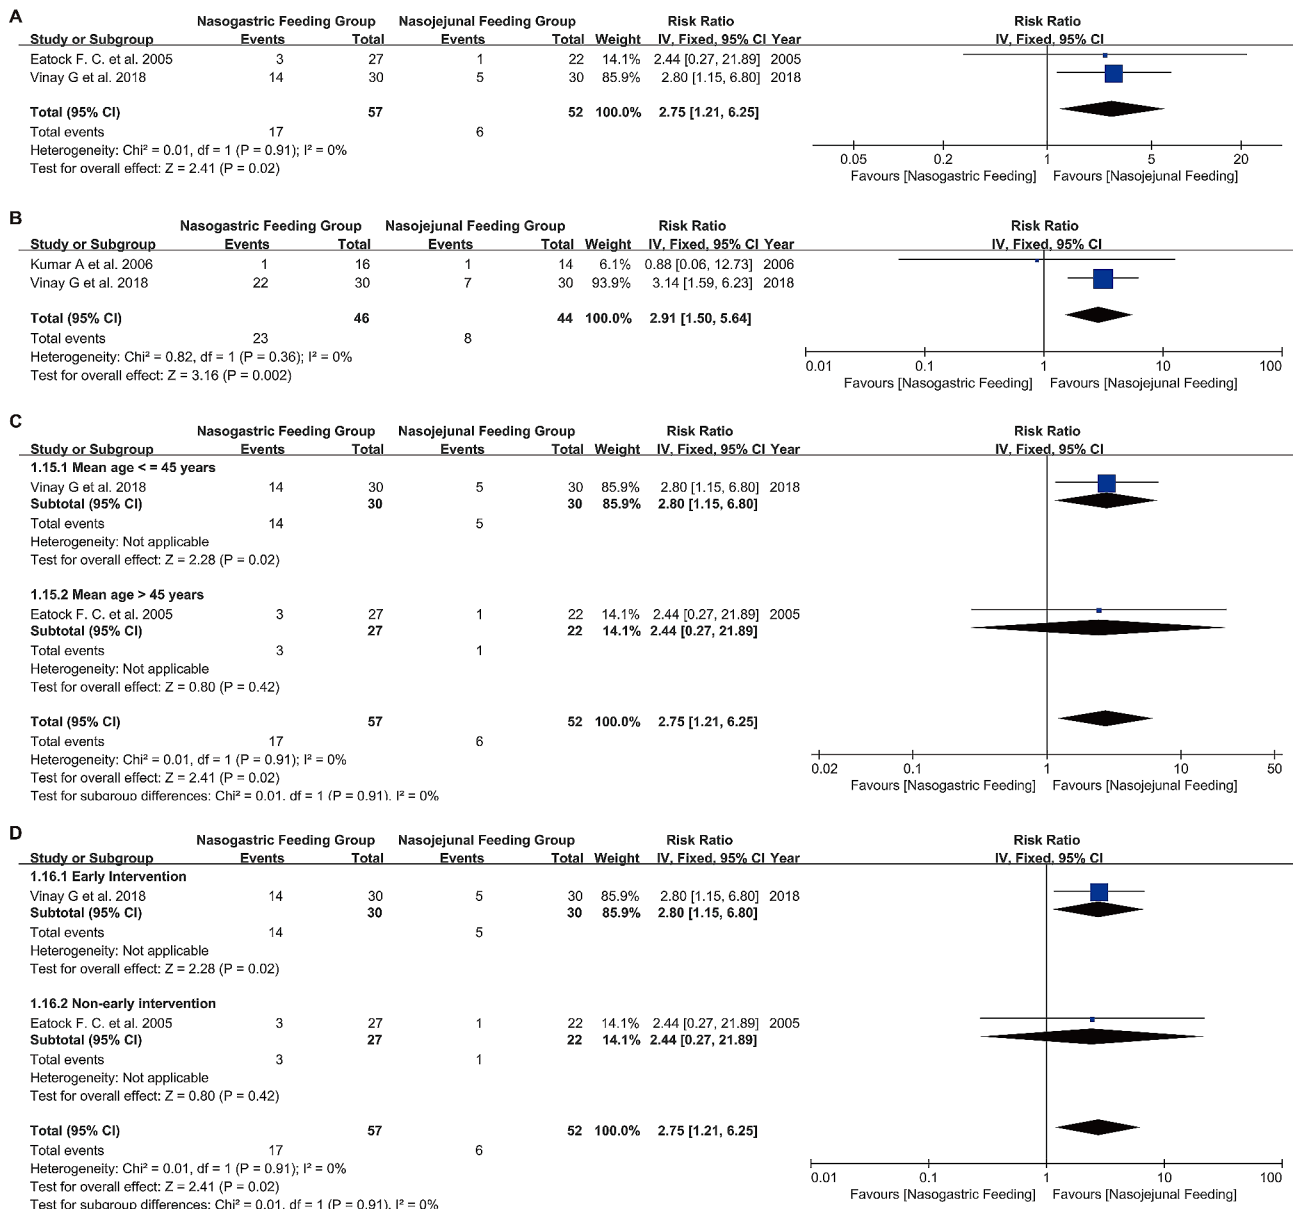 A
Nasogastric Feeding Group Nasojejunal Feeding Group Risk Ratio Risk Ratio
Study or Subgroup Events Total Events Total Weight IV, Fixed, 95% CI Year IV, Fixed, 95% CI
Eatock F. C. et al. 2005 3 27 1 22 14.1% 2.44 [0.27, 21.89] 2005
Vinay G et al. 2018 14 30 5 30 85.9% 2.80 [1.15, 6.80] 2018
Total (95% CI) 57 52 100.0% 2.75 [1.21, 6.25]
Total events 17 6
Heterogeneity: Chi² = 0.01, df = 1 (P = 0.91); I² = 0%
Test for overall effect: Z = 2.41 (P = 0.02)
0.05 0.2 1 5 20
Favours [Nasogastric Feeding] Favours [Nasojejunal Feeding]
B
Nasogastric Feeding Group Nasojejunal Feeding Group Risk Ratio Risk Ratio
Study or Subgroup Events Total Events Total Weight IV, Fixed, 95% CI Year IV, Fixed, 95% CI
Kumar A et al. 2006 1 16 1 14 6.1% 0.88 [0.06, 12.73] 2006
Vinay G et al. 2018 22 30 7 30 93.9% 3.14 [1.59, 6.23] 2018
Total (95% CI) 46 44 100.0% 2.91 [1.50, 5.64]
Total events 23 8
Heterogeneity: Chi² = 0.82, df = 1 (P = 0.36); I² = 0%
Test for overall effect: Z = 3.16 (P = 0.002)
0.01 0.1 1 10 100
Favours [Nasogastric Feeding] Favours [Nasojejunal Feeding]
C
Nasogastric Feeding Group Nasojejunal Feeding Group Risk Ratio Risk Ratio
Study or Subgroup Events Total Events Total Weight IV, Fixed, 95% CI Year IV, Fixed, 95% CI
1.15.1 Mean age < = 45 years
Vinay G et al. 2018 14 30 5 30 85.9% 2.80 [1.15, 6.80] 2018
Subtotal (95% CI) 30 30 85.9% 2.80 [1.15, 6.80]
Total events 14 5
Heterogeneity: Not applicable
Test for overall effect: Z = 2.28 (P = 0.02)
1.15.2 Mean age > 45 years
Eatock F. C. et al. 2005 3 27 1 22 14.1% 2.44 [0.27, 21.89] 2005
Subtotal (95% CI) 27 22 14.1% 2.44 [0.27, 21.89]
Total events 3 1
Heterogeneity: Not applicable
Test for overall effect: Z = 0.80 (P = 0.42)
Total (95% CI) 57 52 100.0% 2.75 [1.21, 6.25]
Total events 17 6
Heterogeneity: Chi² = 0.01, df = 1 (P = 0.91); I² = 0%
Test for overall effect: Z = 2.41 (P = 0.02)
Test for subgroup differences: Chi² = 0.01, df = 1 (P = 0.91), I² = 0%
0.02 0.1 1 10 50
Favours [Nasogastric Feeding] Favours [Nasojejunal Feeding]
D
Nasogastric Feeding Group Nasojejunal Feeding Group Risk Ratio Risk Ratio
Study or Subgroup Events Total Events Total Weight IV, Fixed, 95% CI Year IV, Fixed, 95% CI
1.16.1 Early Intervention
Vinay G et al. 2018 14 30 5 30 85.9% 2.80 [1.15, 6.80] 2018
Subtotal (95% CI) 30 30 85.9% 2.80 [1.15, 6.80]
Total events 14 5
Heterogeneity: Not applicable
Test for overall effect: Z = 2.28 (P = 0.02)
1.16.2 Non-early intervention
Eatock F. C. et al. 2005 3 27 1 22 14.1% 2.44 [0.27, 21.89] 2005
Subtotal (95% CI) 27 22 14.1% 2.44 [0.27, 21.89]
Total events 3 1
Heterogeneity: Not applicable
Test for overall effect: Z = 0.80 (P = 0.42)
Total (95% CI) 57 52 100.0% 2.75 [1.21, 6.25]
Total events 17 6
Heterogeneity: Chi² = 0.01, df = 1 (P = 0.91); I² = 0%
Test for overall effect: Z = 2.41 (P = 0.02)
Test for subgroup differences: Chi² = 0.01, df = 1 (P = 0.91), I² = 0%
0.01 0.1 1 10 100
Favours [Nasogastric Feeding] Favours [Nasojejunal Feeding]